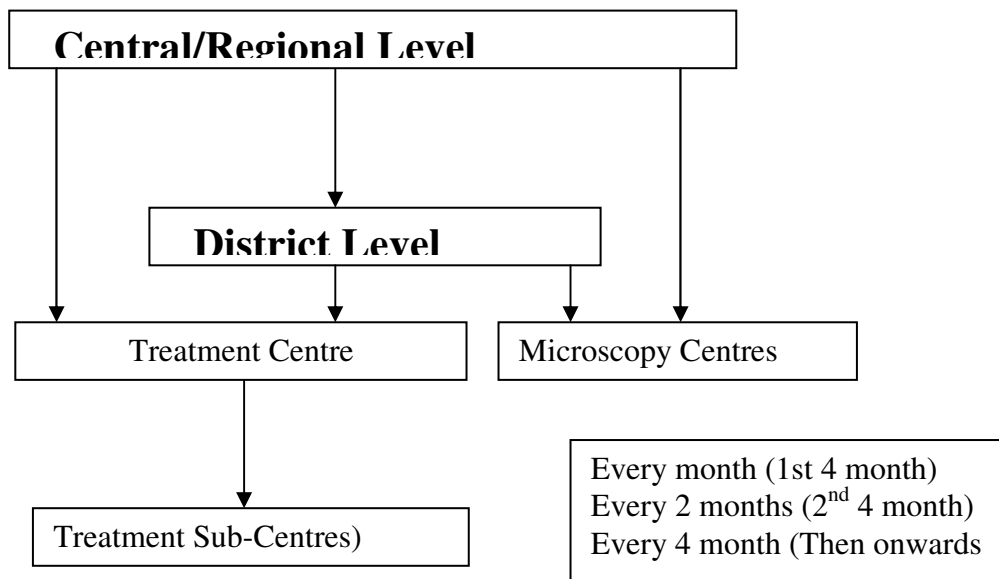 Central/Regional Level
District Level
Treatment Centre
Microscopy Centres
Every month (1st 4 month)
Every 2 months (2nd 4 month)
Every 4 month (Then onwards
Treatment Sub-Centres)